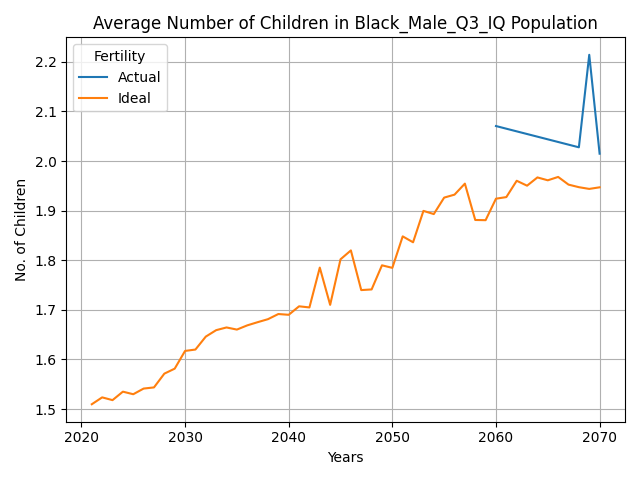 Average Number of Children in Black_Male_Q3_IQ Population
Fertility
Actual
Ideal
No. of Children
2.2
2.1
2.0
1.9
1.8
1.7
1.6
1.5
2020 2030 2040 2050 2060 2070
Years